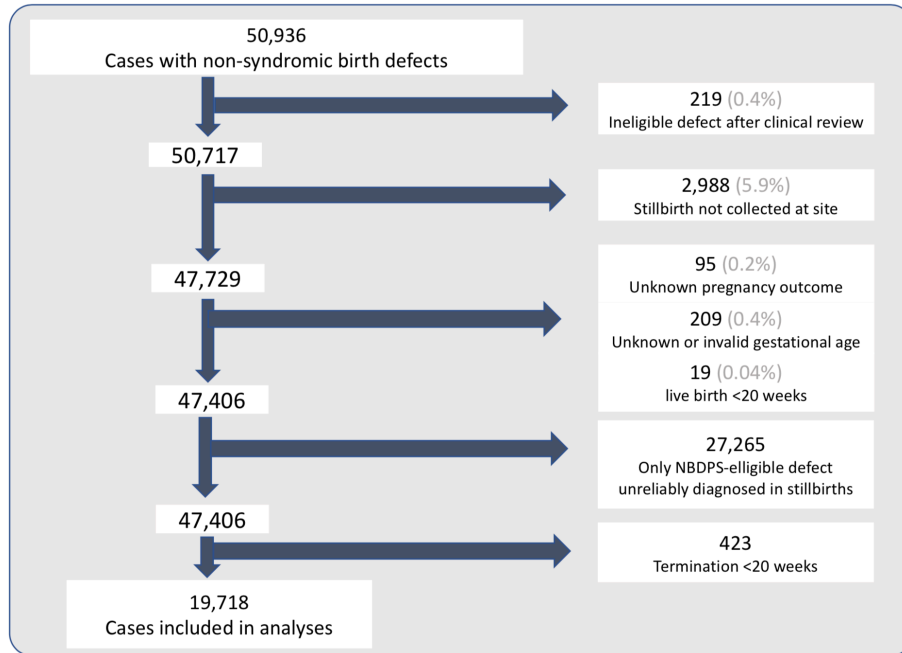 50,936
Cases with non-syndromic birth defects
219 (0.4%)
Ineligible defect after clinical review
50,717
2,988 (5.9%)
Stillbirth not collected at site
47,729
95 (0.2%)
Unknown pregnancy outcome
209 (0.4%)
Unknown or invalid gestational age
19 (0.04%)
live birth <20 weeks
47,406
27,265
Only NBDPS-elligible defect
unreliably diagnosed in stillbirths
47,406
423
Termination <20 weeks
19,718
Cases included in analyses